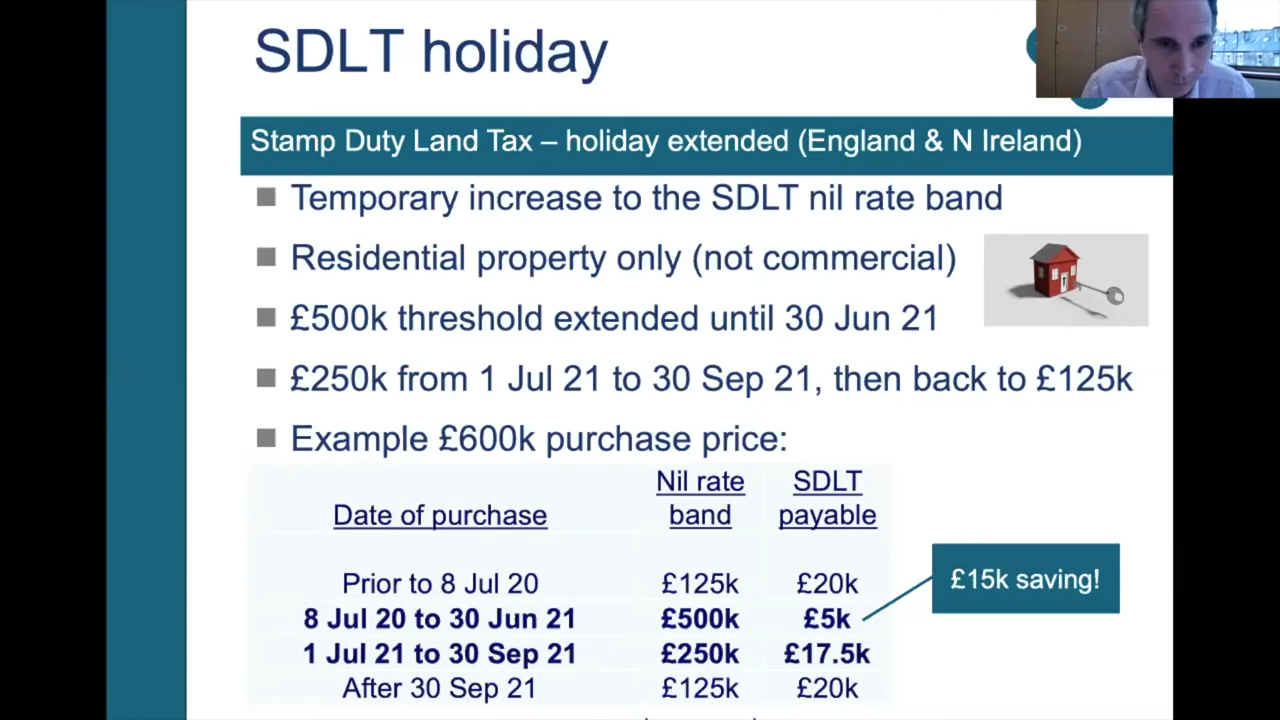 SDLT holiday
Stamp Duty Land Tax – holiday extended (England & N Ireland)
Temporary increase to the SDLT nil rate band
Residential property only (not commercial)
£500k threshold extended until 30 Jun 21
£250k from 1 Jul 21 to 30 Sep 21, then back to £125k
Example £600k purchase price:
Date of purchase Nil rate band SDLT payable
Prior to 8 Jul 20 £125k £20k
8 Jul 20 to 30 Jun 21 £500k £5k
1 Jul 21 to 30 Sep 21 £250k £17.5k
After 30 Sep 21 £125k £20k
£15k saving!